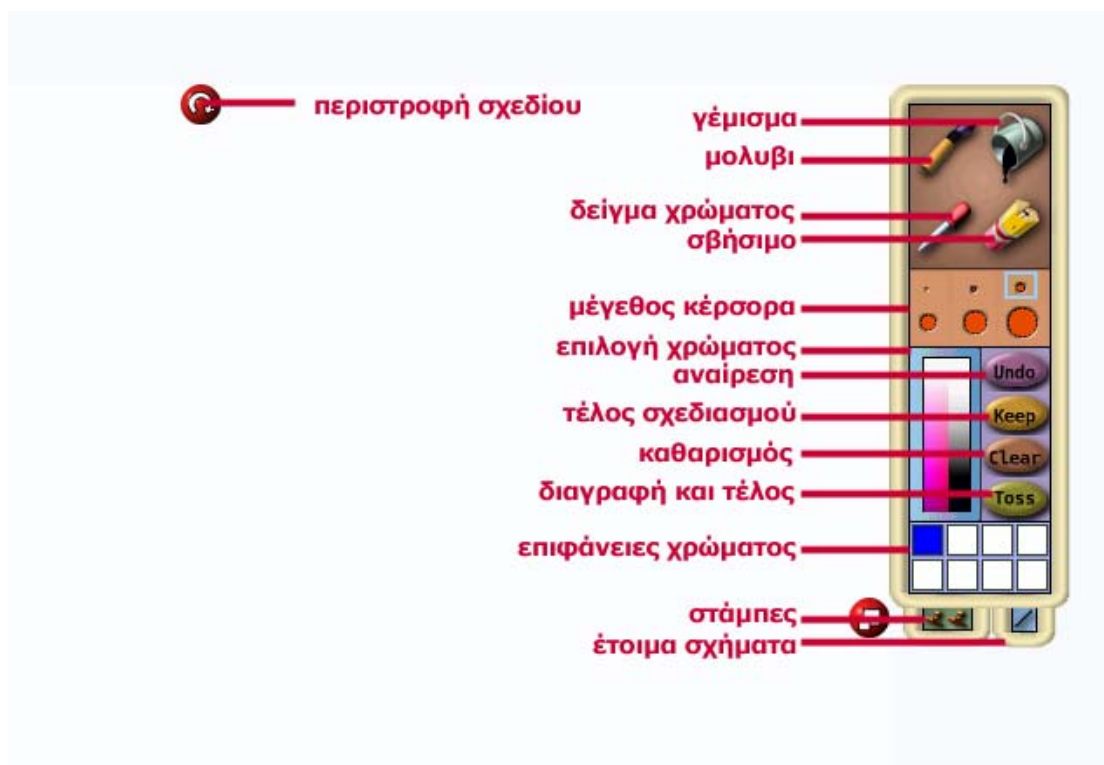 περιστροφή σχεδίου
γέμισμα
μολυβι
δείγμα χρώματος
σβήσιμο
μέγεθος κέρσορα
επιλογή χρώματος
αναίρεση
Undo
τέλος σχεδιασμού
Keep
καθαρισμός
Clear
διαγραφή και τέλος
Toss
επιφάνειες χρώματος
στάμπες
έτοιμα σχήματα